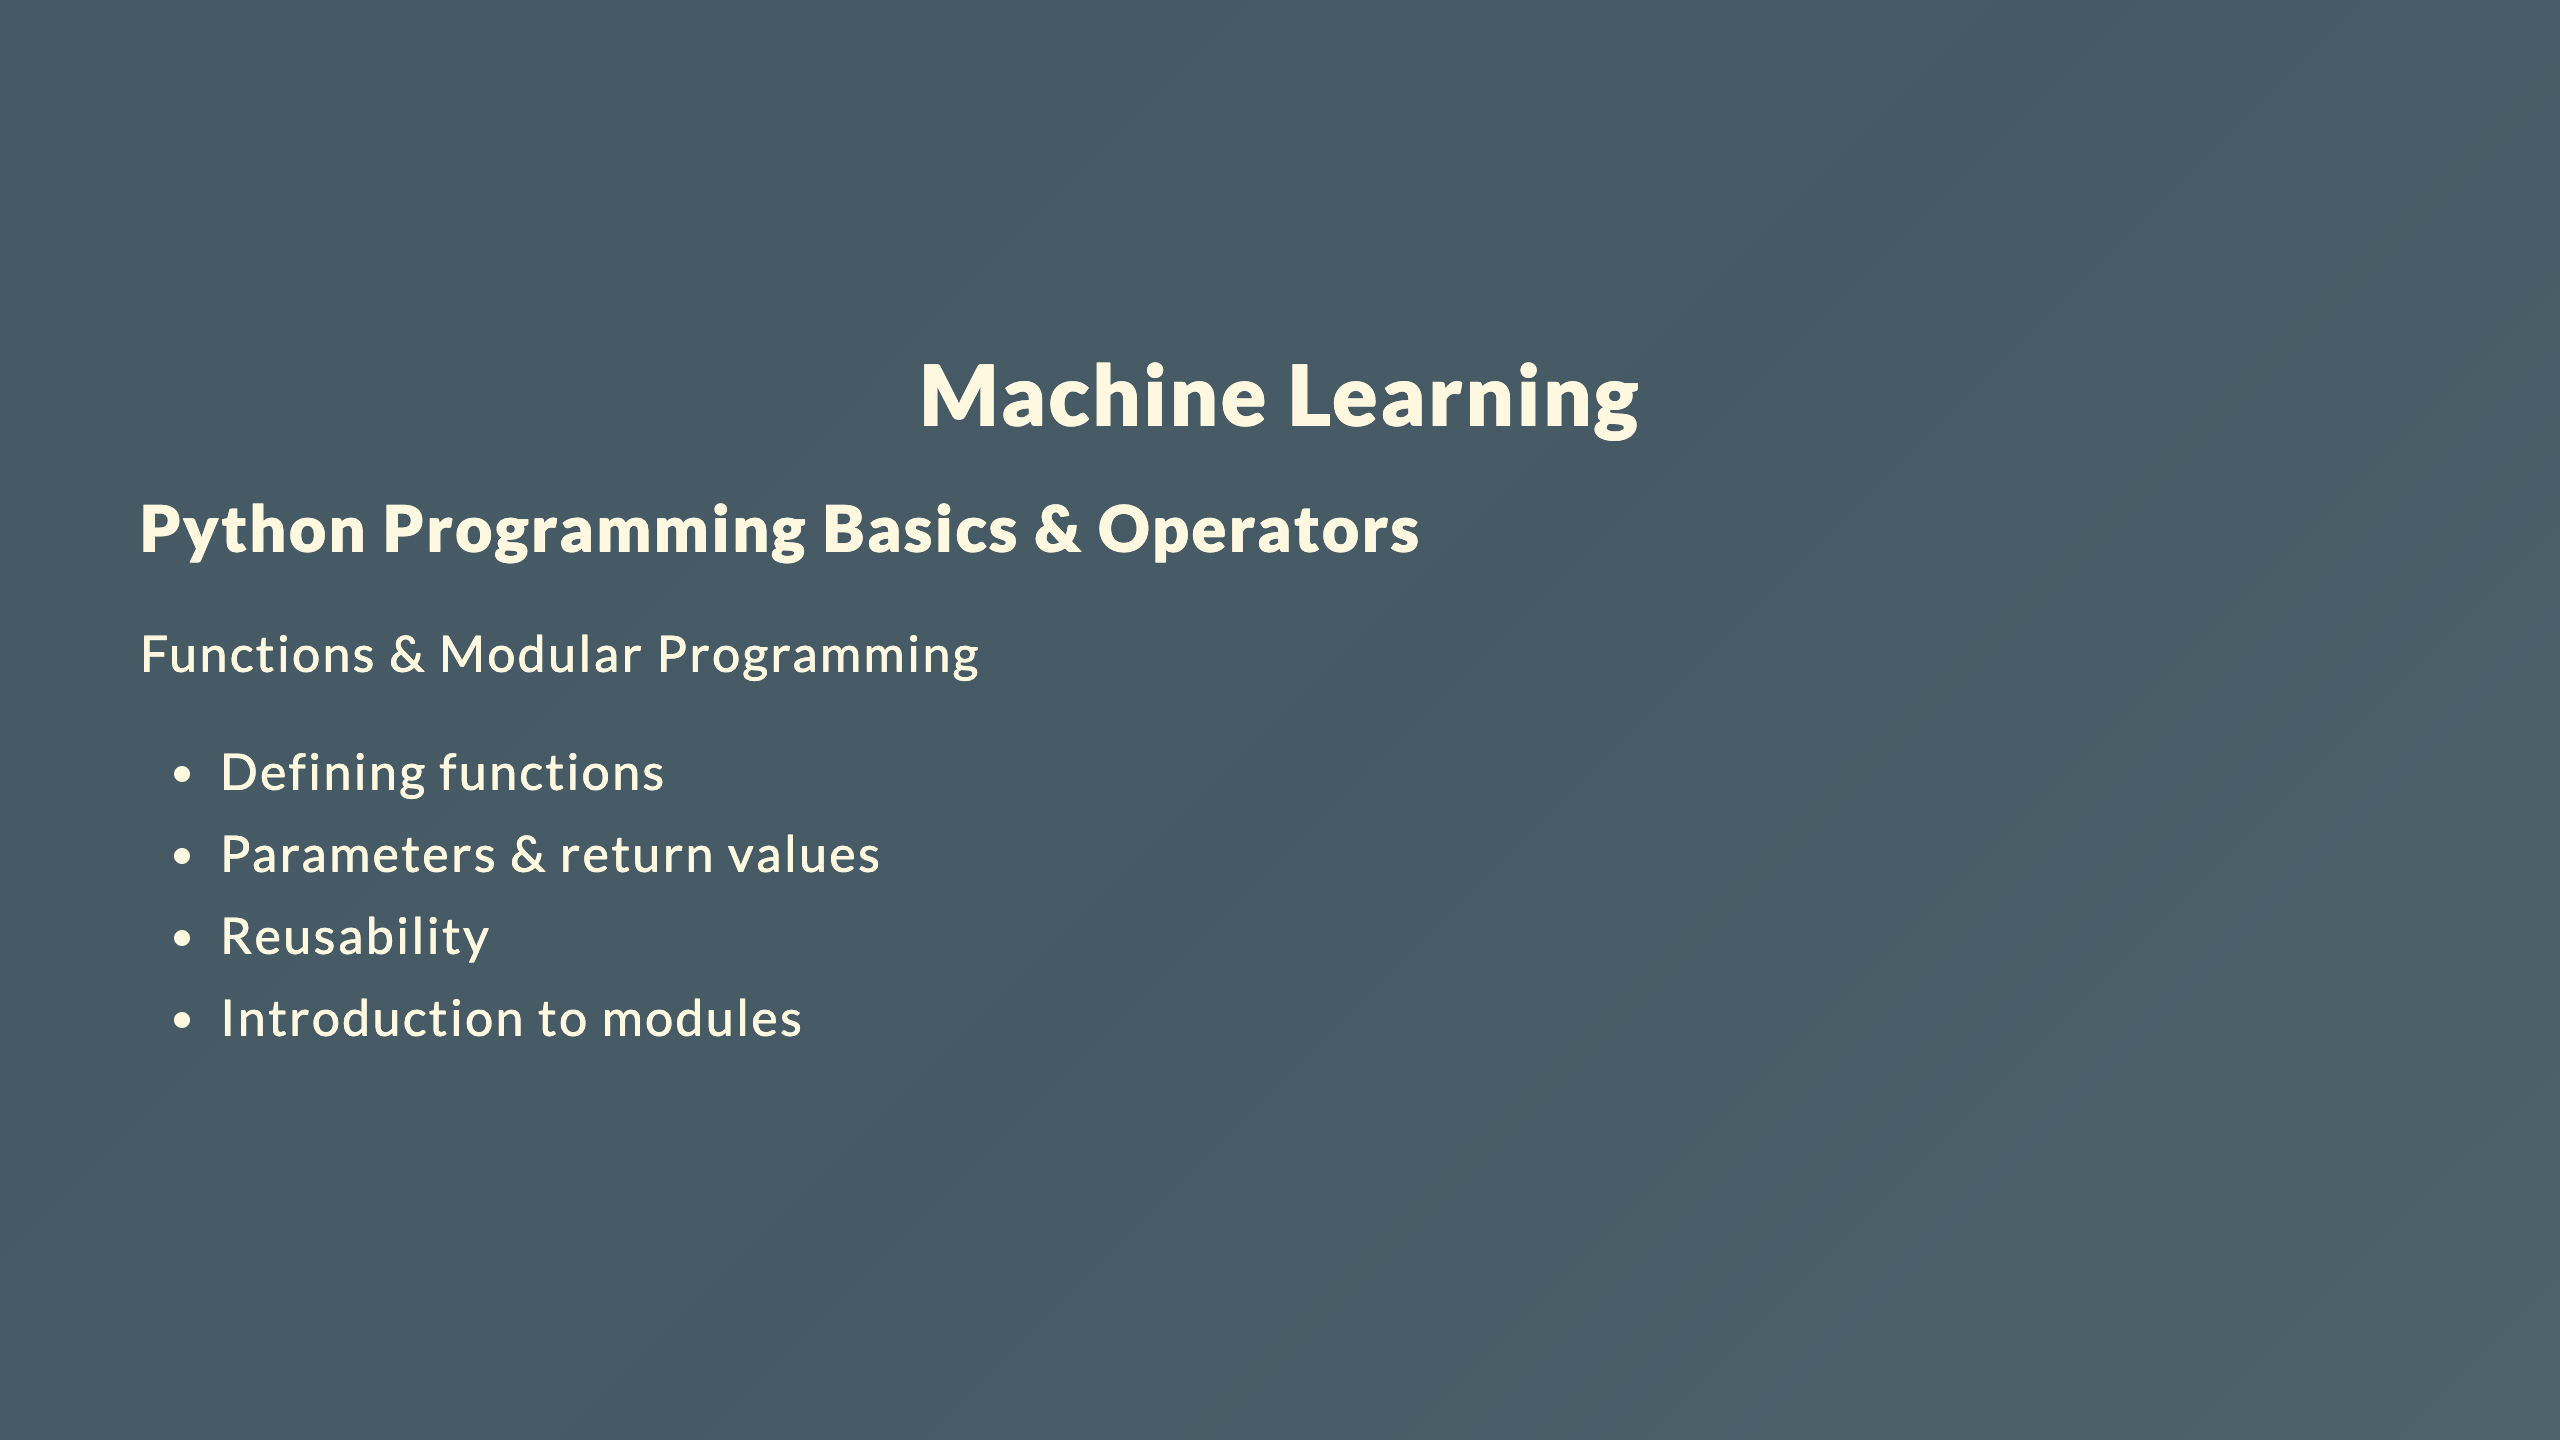 Machine Learning
Python Programming Basics & Operators
Functions & Modular Programming
• Defining functions
• Parameters & return values
• Reusability
• Introduction to modules